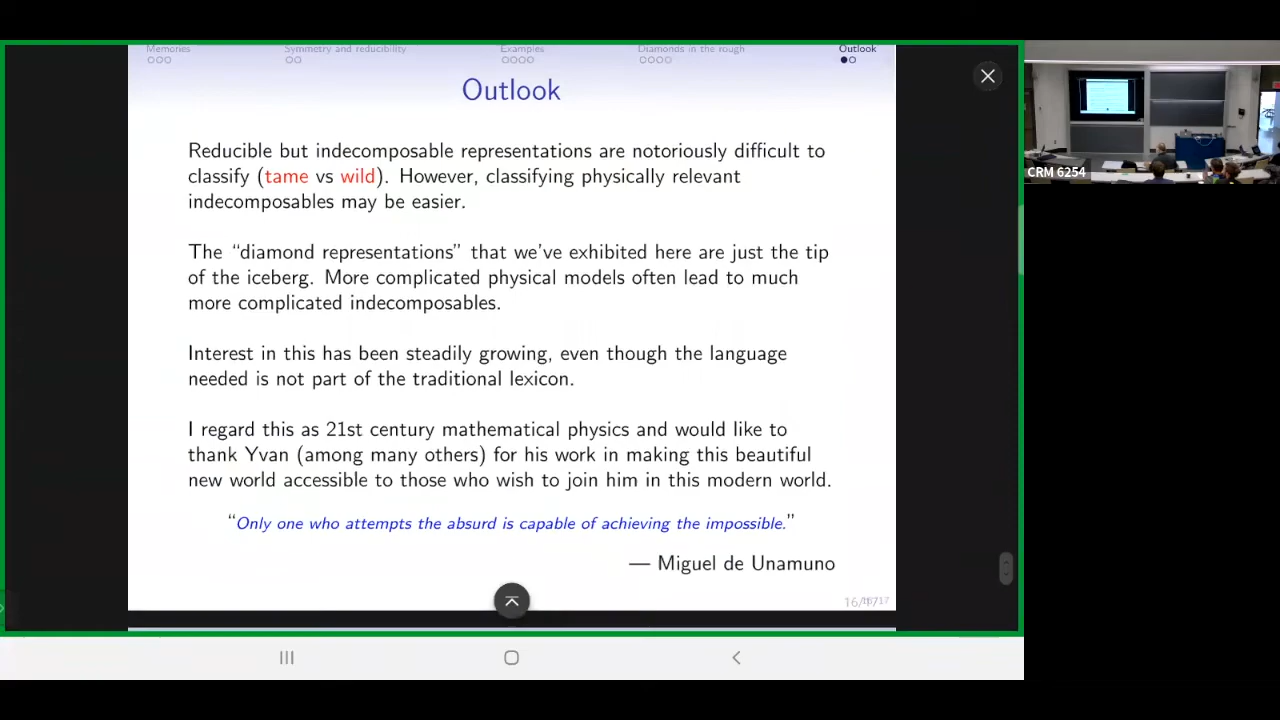 Memories
Symmetry and reducibility
Examples
Diamonds in the rough
Outlook
Outlook
Reducible but indecomposable representations are notoriously difficult to
classify (tame vs wild). However, classifying physically relevant
indecomposables may be easier.
The “diamond representations” that we’ve exhibited here are just the tip
of the iceberg. More complicated physical models often lead to much
more complicated indecomposables.
Interest in this has been steadily growing, even though the language
needed is not part of the traditional lexicon.
I regard this as 21st century mathematical physics and would like to
thank Yvan (among many others) for his work in making this beautiful
new world accessible to those who wish to join him in this modern world.
“Only one who attempts the absurd is capable of achieving the impossible.”
— Miguel de Unamuno
CRM 6254